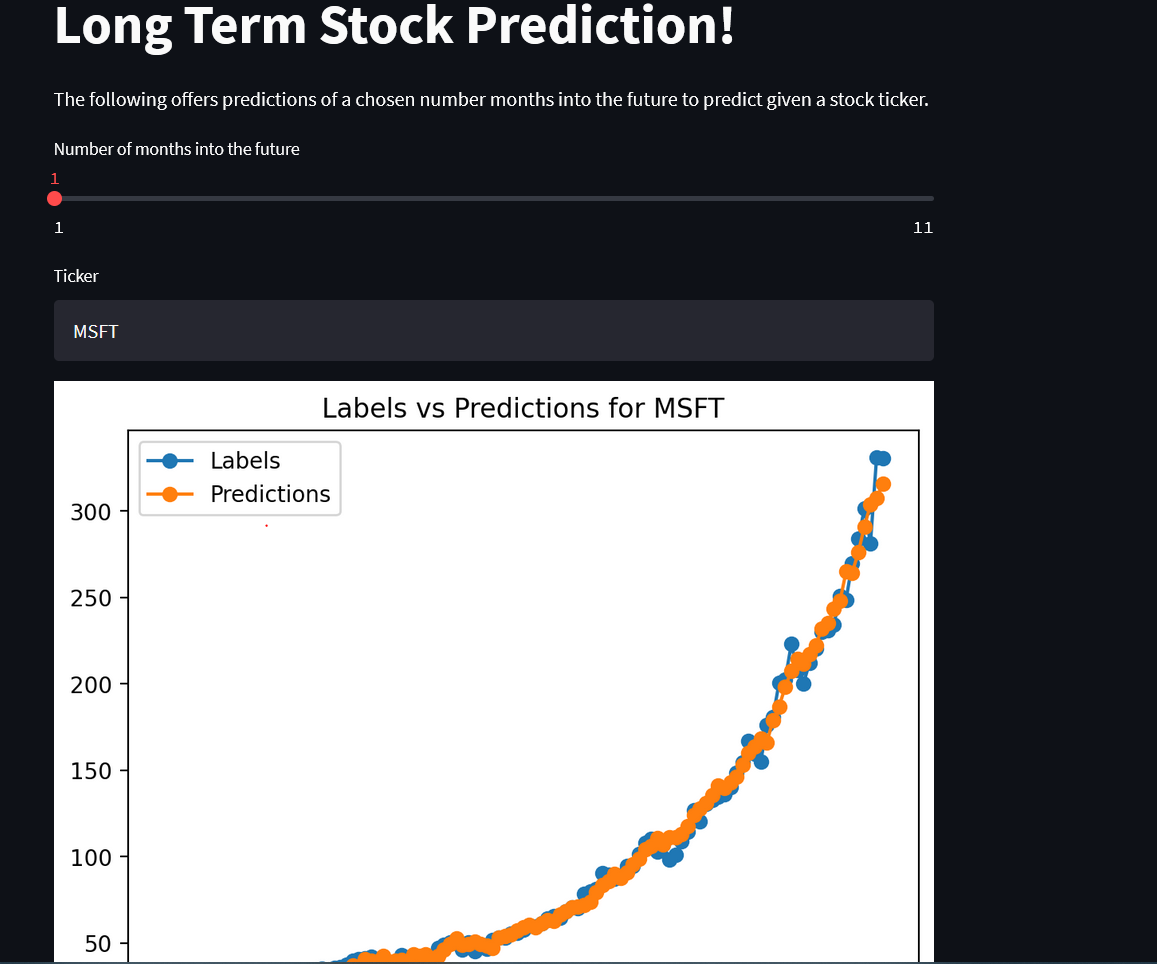 Long Term Stock Prediction!
The following offers predictions of a chosen number months into the future to predict given a stock ticker.
Number of months into the future
1
1 11
Ticker
MSFT
Labels vs Predictions for MSFT
Labels
Predictions
300
250
200
150
100
50